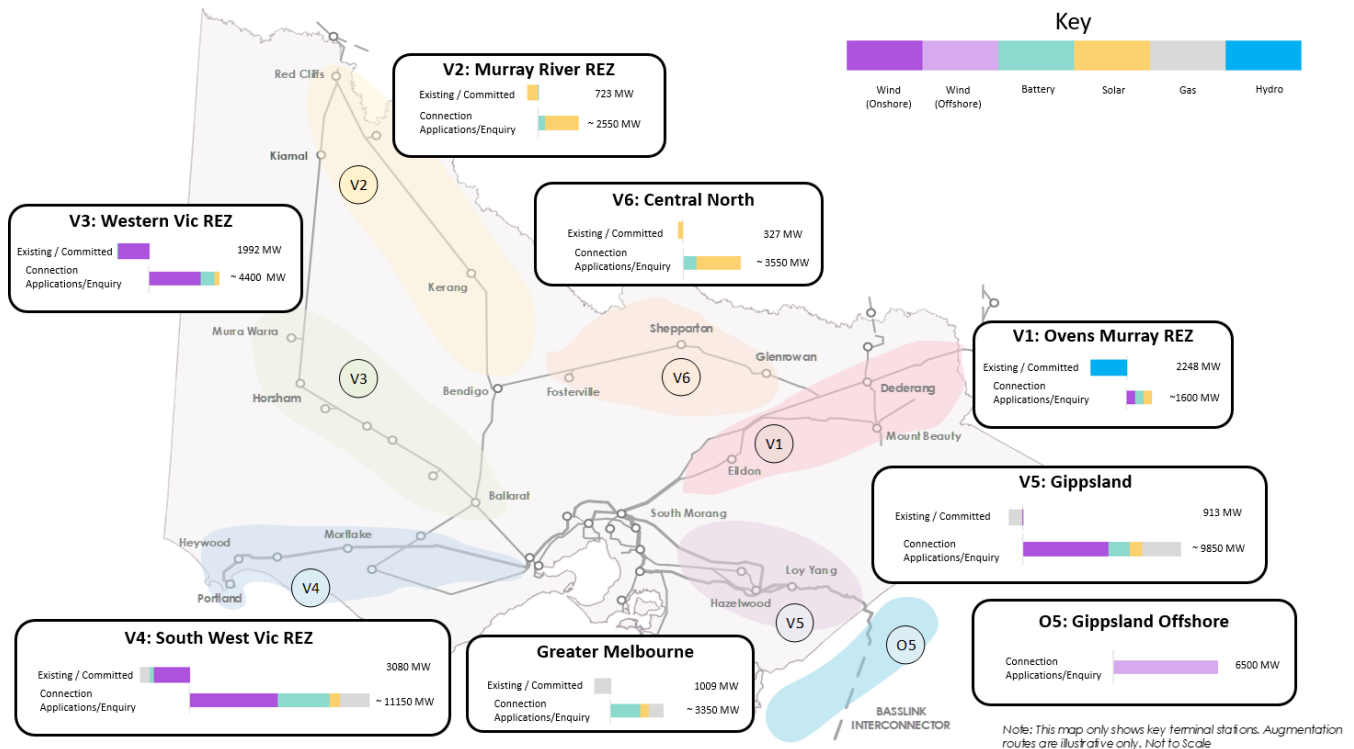 Key
Wind
(Onshore)
Wind
(Offshore)
Battery
Solar
Gas
Hydro
V2: Murray River REZ
Existing / Committed 723 MW
Connection
Applications/Enquiry ~ 2550 MW
V3: Western Vic REZ
Existing / Committed 1992 MW
Connection
Applications/Enquiry ~ 4400 MW
V6: Central North
Existing / Committed 327 MW
Connection
Applications/Enquiry ~ 3550 MW
V1: Ovens Murray REZ
Existing / Committed 2248 MW
Connection
Applications/Enquiry ~1600 MW
V5: Gippsland
Existing / Committed 913 MW
Connection
Applications/Enquiry ~ 9850 MW
O5: Gippsland Offshore
Connection
Applications/Enquiry 6500 MW
V4: South West Vic REZ
Existing / Committed 3080 MW
Connection
Applications/Enquiry ~ 11150 MW
Greater Melbourne
Existing / Committed 1009 MW
Connection
Applications/Enquiry ~ 3350 MW
Red Cliffs
Kiamal
V2
Kerang
Murra Warra
V3
Horsham
Bendigo
Ballarat
Shepparton
Glenrowan
Fosterville
V6
Dederang
Mount Beauty
V1
Eildon
South Morang
Heywood
Mortlake
Portland
V4
Loy Yang
Hazelwood
V5
O5
BASSLINK
INTERCONNECTOR
Note: This map only shows key terminal stations. Augmentation
routes are illustrative only. Not to Scale